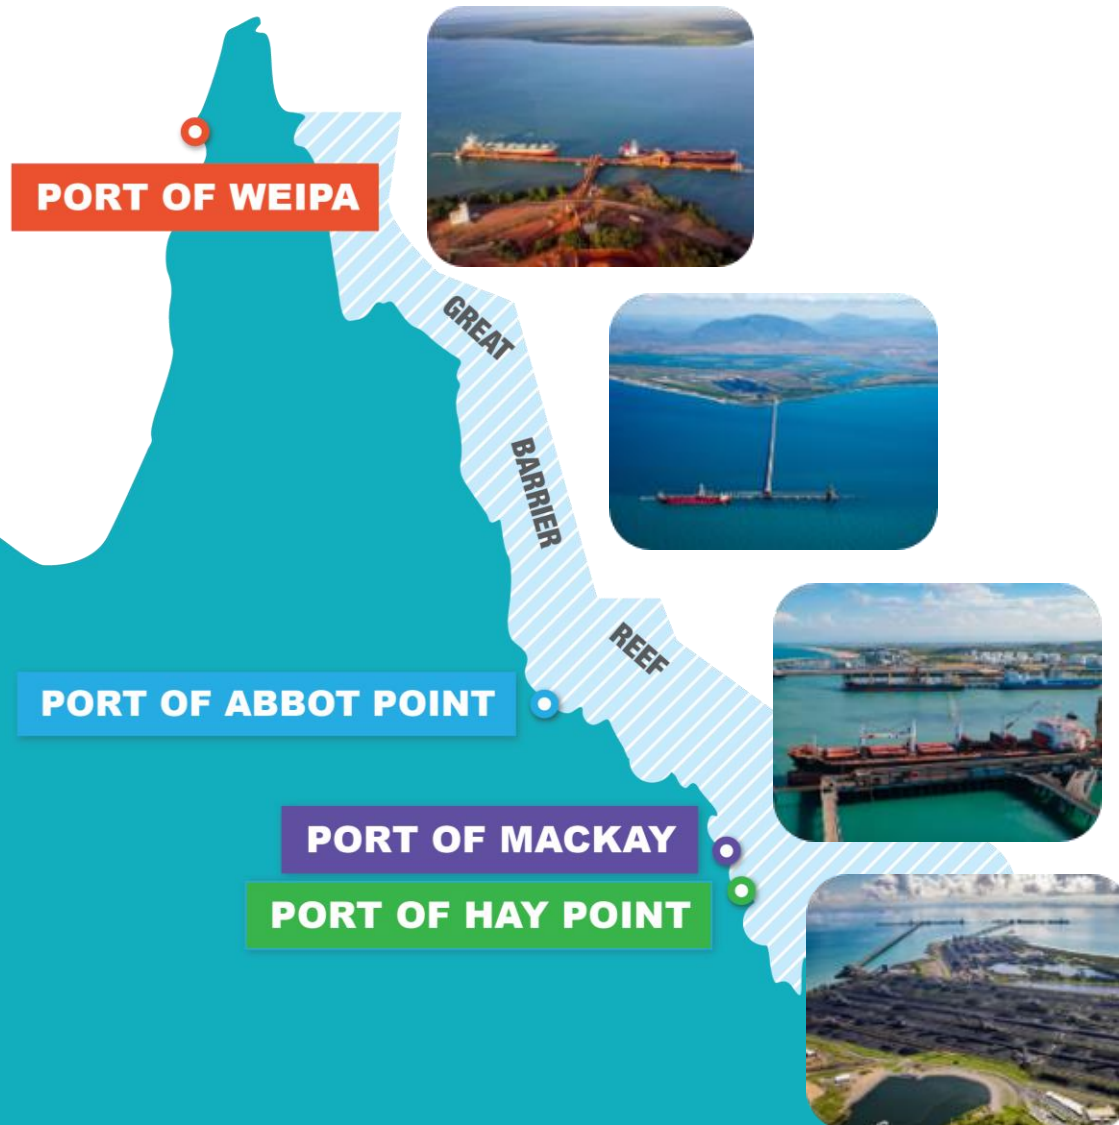 PORT OF WEIPA
GREAT
BARRIER
REEF
PORT OF ABBOT POINT
PORT OF MACKAY
PORT OF HAY POINT